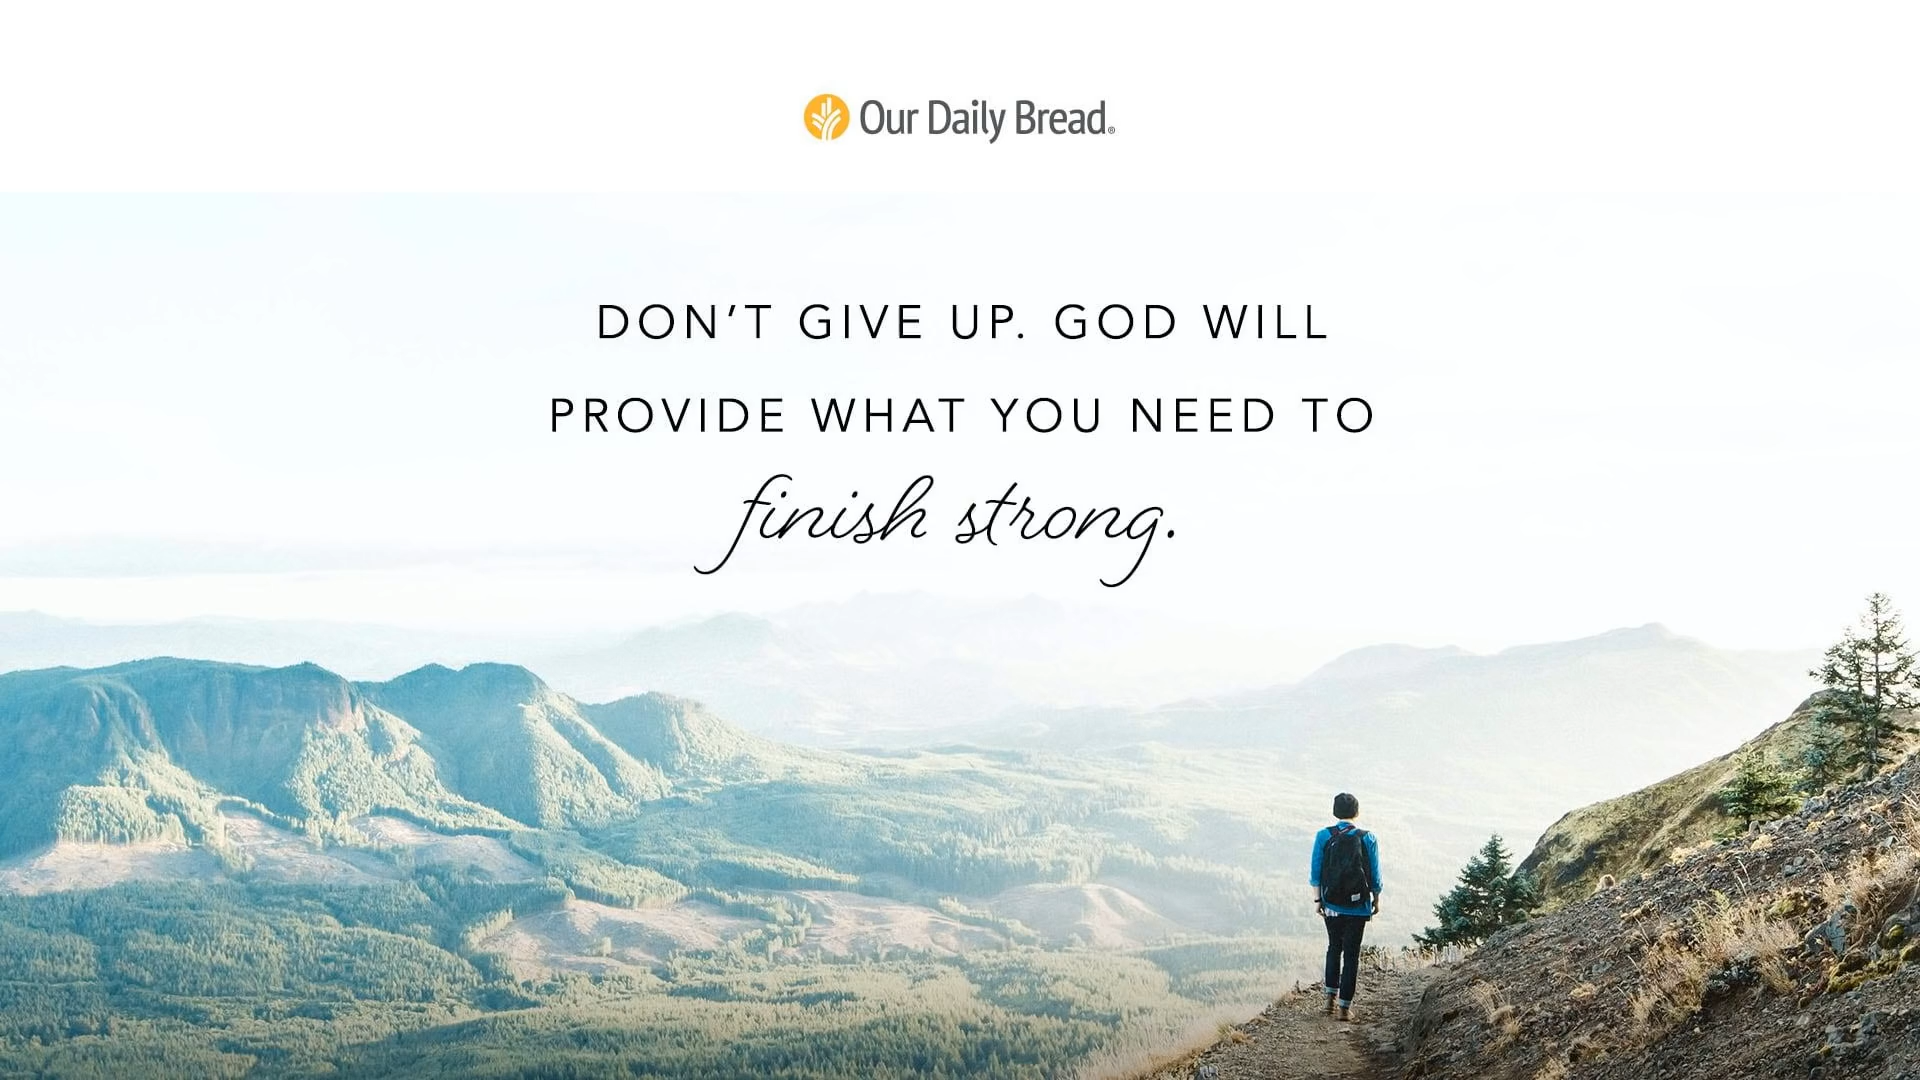 Our Daily Bread®
DON'T GIVE UP. GOD WILL
PROVIDE WHAT YOU NEED TO
finish strong.